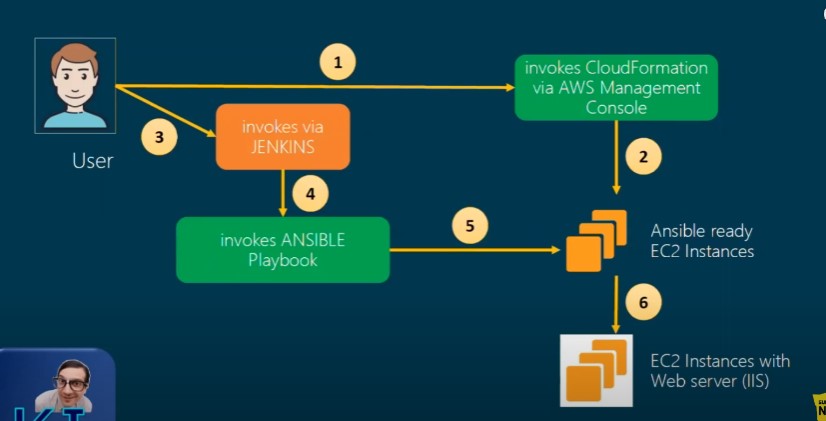 1
invokes CloudFormation
via AWS Management
Console
3
invokes via
JENKINS
2
User
4
invokes ANSIBLE
Playbook
5
Ansible ready
EC2 Instances
6
EC2 Instances with
Web server (IIS)